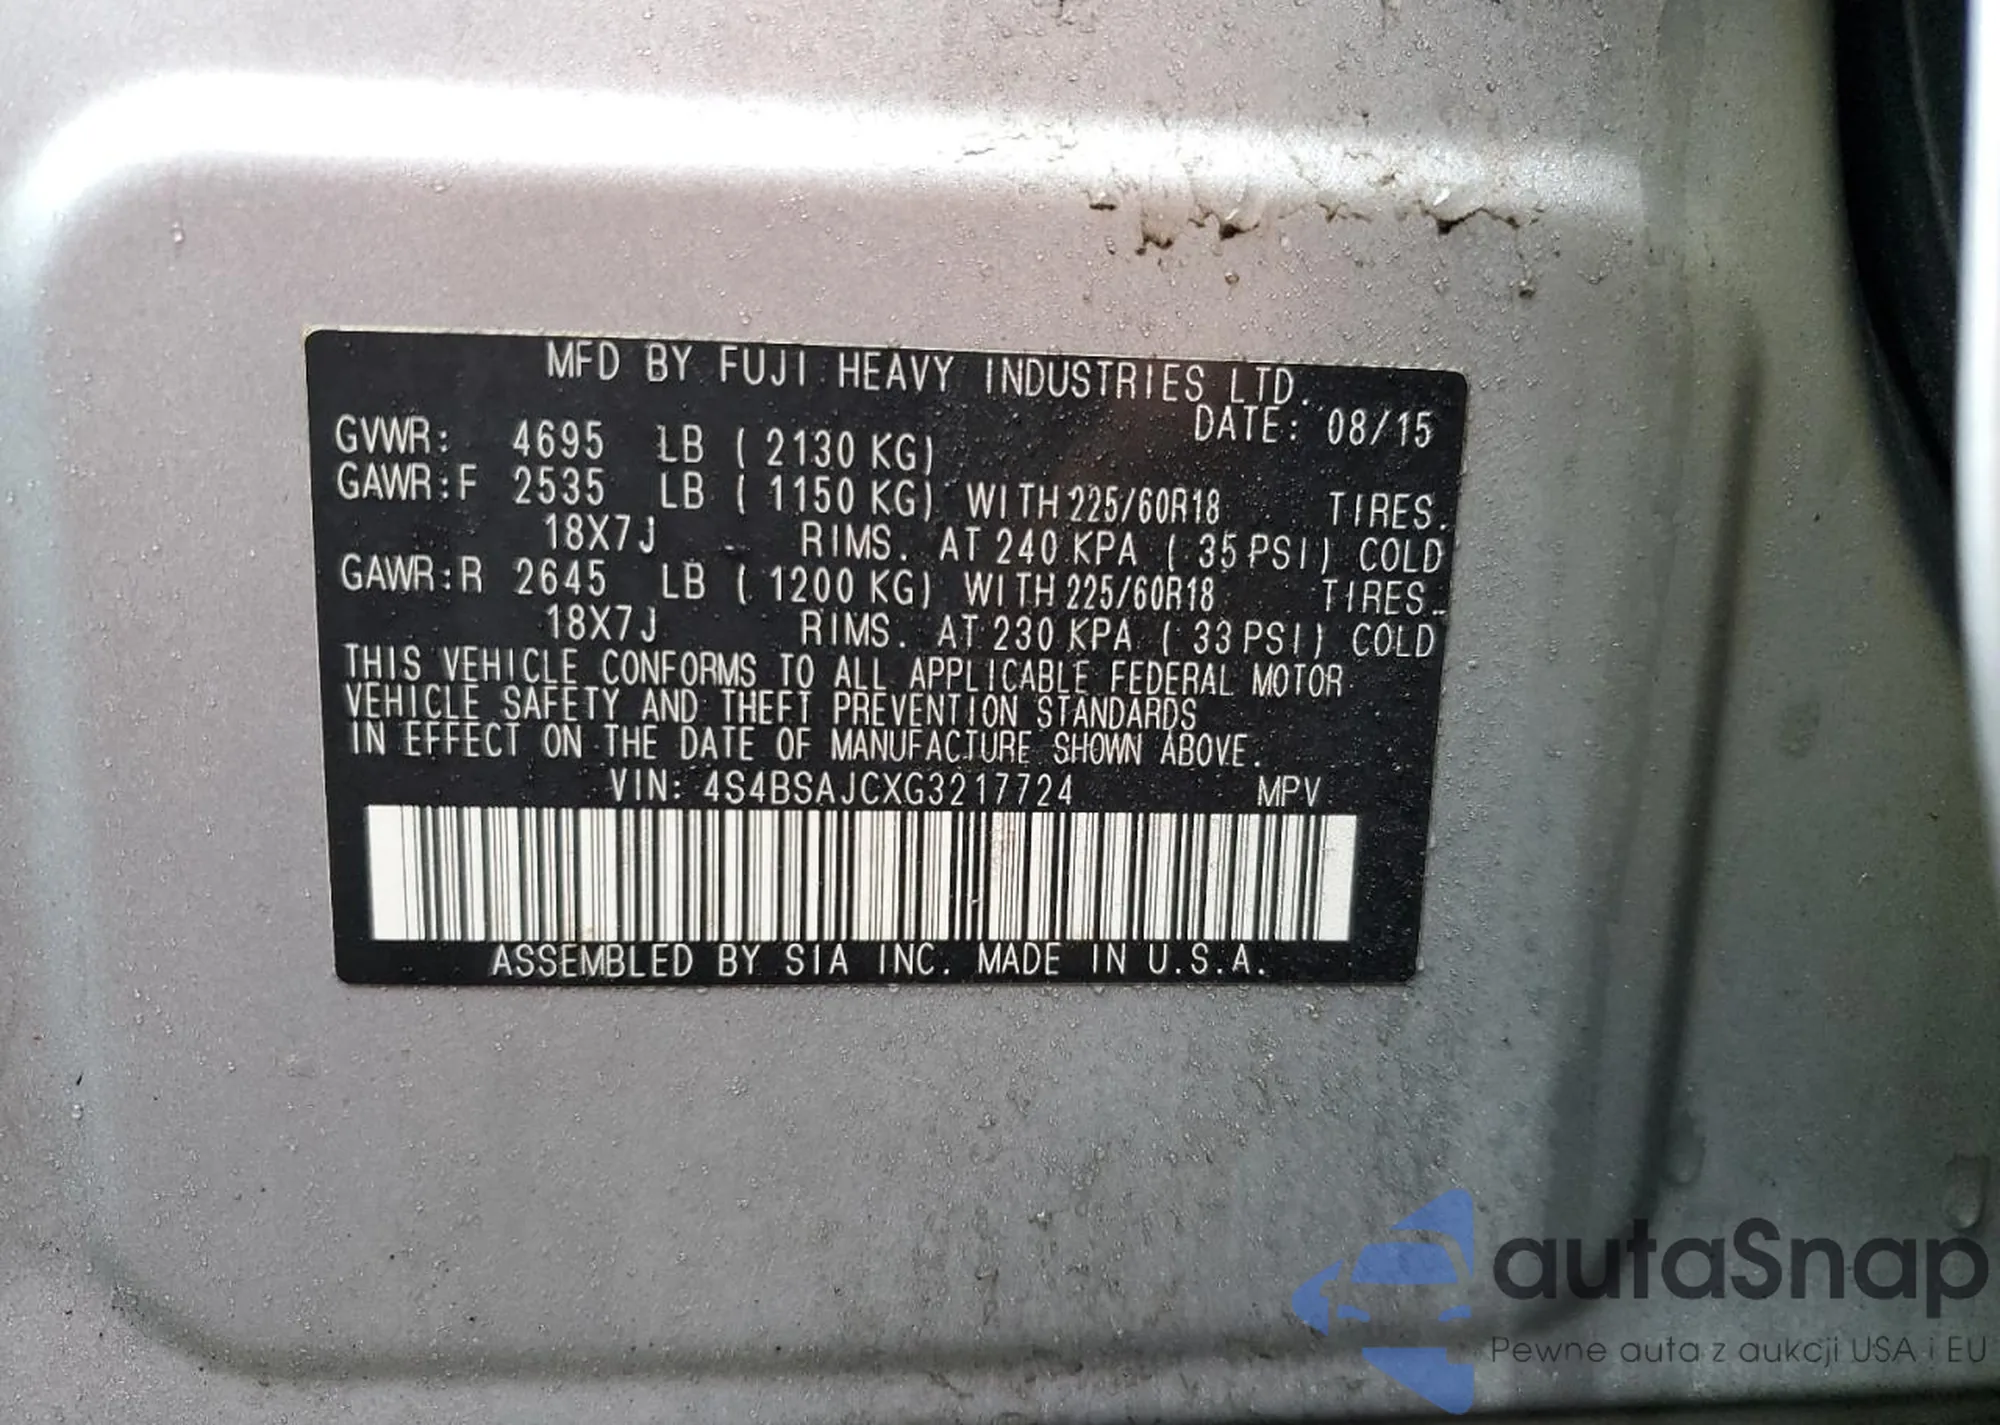 MFD BY FUJI HEAVY INDUSTRIES LTD.
DATE: 08/15
GVWR: 4695 LB ( 2130 KG)
GAWR:F 2535 LB ( 1150 KG) WITH 225/60R18 TIRES.
18X7J RIMS. AT 240 KPA ( 35 PSI) COLD
GAWR:R 2645 LB ( 1200 KG) WITH 225/60R18 TIRES.
18X7J RIMS. AT 230 KPA ( 33 PSI) COLD
THIS VEHICLE CONFORMS TO ALL APPLICABLE FEDERAL MOTOR
VEHICLE SAFETY AND THEFT PREVENTION STANDARDS
IN EFFECT ON THE DATE OF MANUFACTURE SHOWN ABOVE.
VIN: 4S4BSAJCXG3217724 MPV
ASSEMBLED BY SIA INC. MADE IN U.S.A.
autaSnap
Pewne auta z aukcji USA i EU